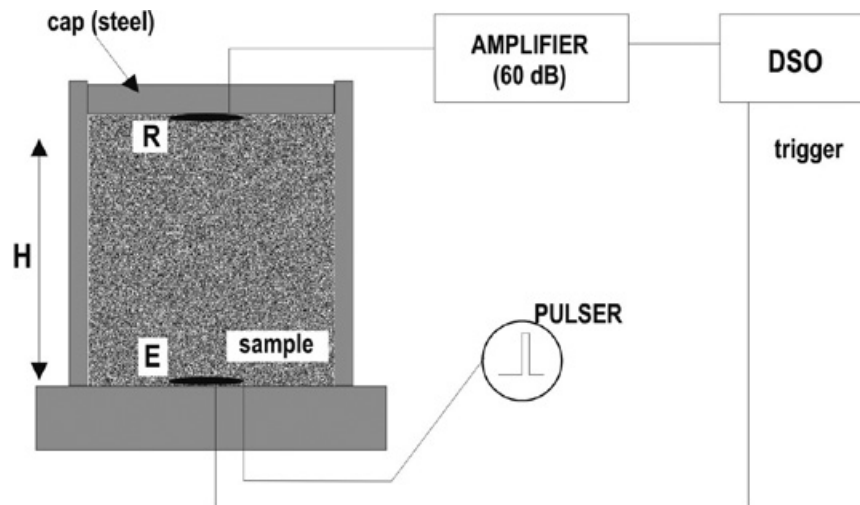 cap (steel)
AMPLIFIER
(60 dB)
DSO
R
trigger
H
PULSER
sample
E